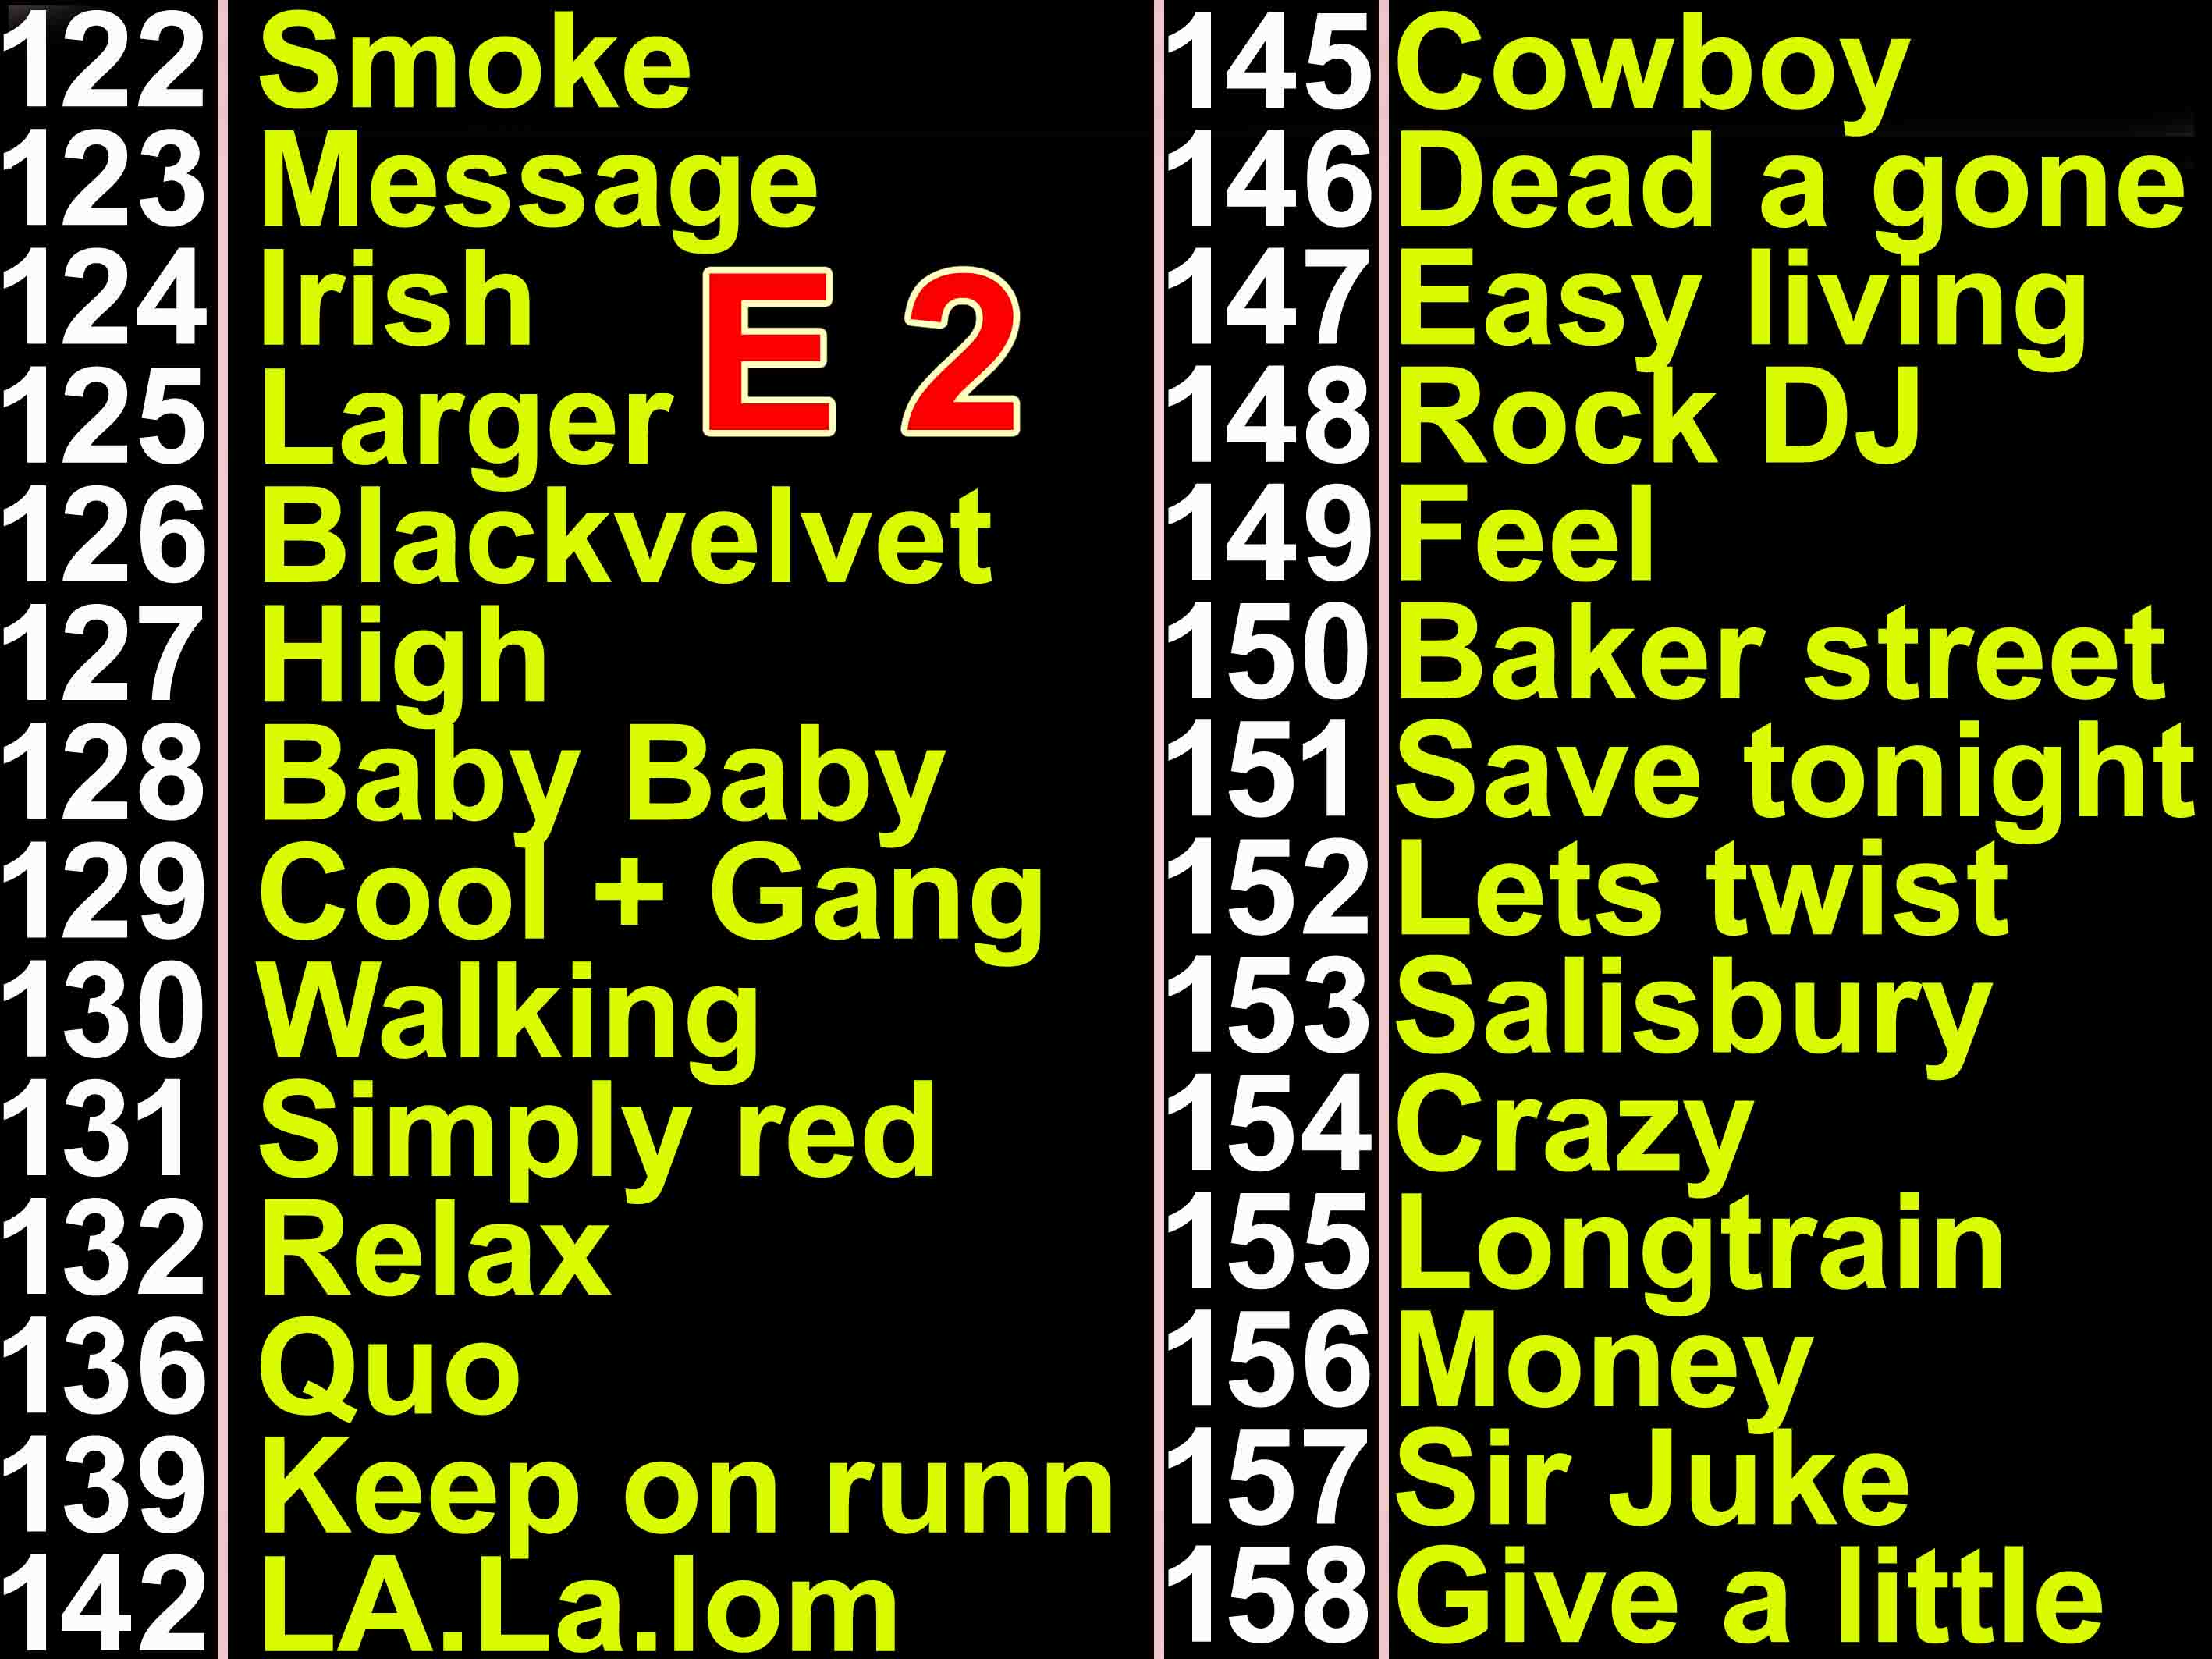 122 Smoke
123 Message
124 Irish
E 2
125 Larger
126 Blackvelvet
127 High
128 Baby Baby
129 Cool + Gang
130 Walking
131 Simply red
132 Relax
136 Quo
139 Keep on runn
142 LA.La.lom
145 Cowboy
146 Dead a gone
147 Easy living
148 Rock DJ
149 Feel
150 Baker street
151 Save tonight
152 Lets twist
153 Salisbury
154 Crazy
155 Longtrain
156 Money
157 Sir Juke
158 Give a little